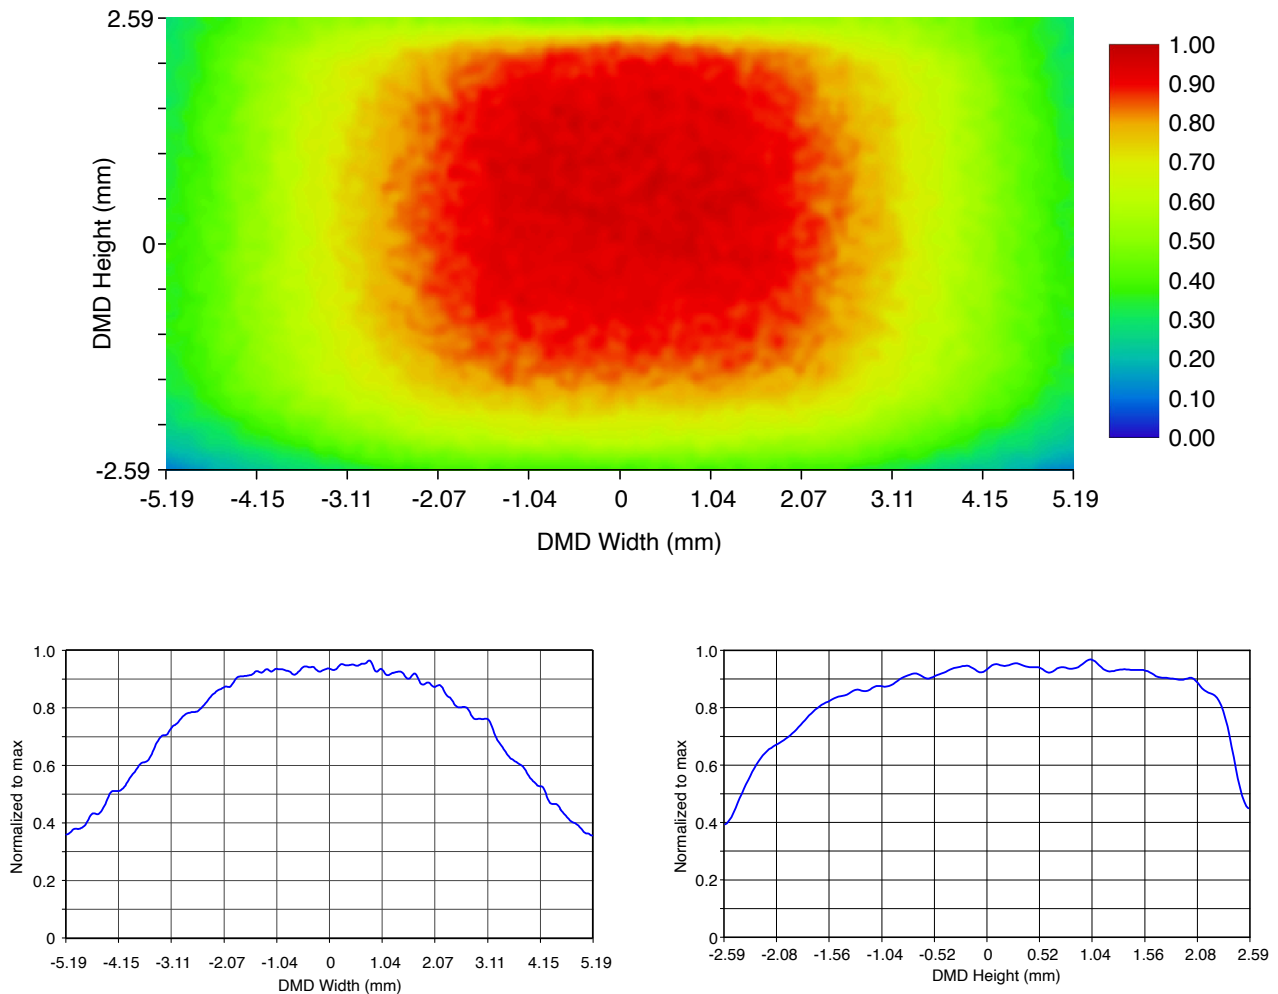 2.59
0
-2.59
DMD Height (mm)
-5.19 -4.15 -3.11 -2.07 -1.04 0 1.04 2.07 3.11 4.15 5.19
DMD Width (mm)
1.00
0.90
0.80
0.70
0.60
0.50
0.40
0.30
0.20
0.10
0.00
1.0
0.8
0.6
0.4
0.2
0
Normalized to max
-5.19 -4.15 -3.11 -2.07 -1.04 0 1.04 2.07 3.11 4.15 5.19
DMD Width (mm)
1.0
0.8
0.6
0.4
0.2
0
Normalized to max
-2.59 -2.08 -1.56 -1.04 -0.52 0 0.52 1.04 1.56 2.08 2.59
DMD Height (mm)